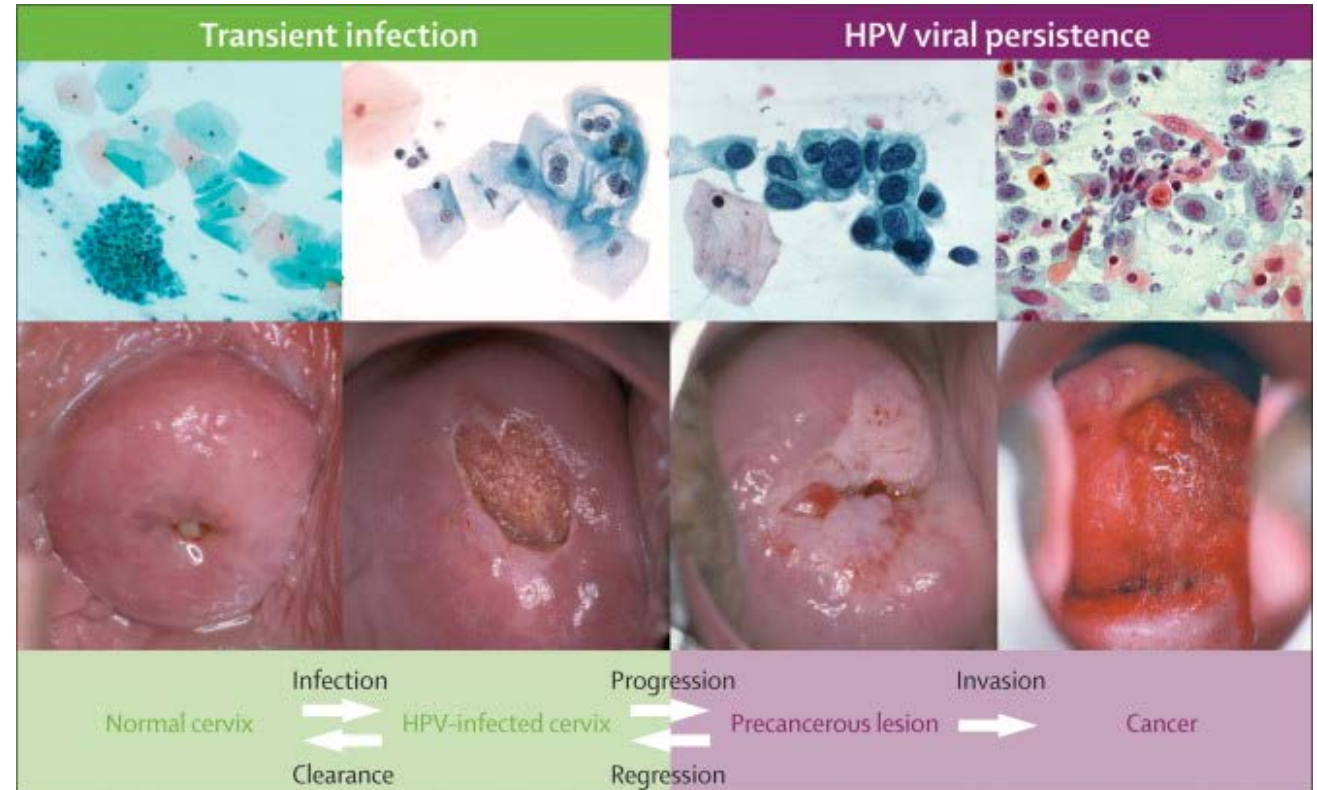 Transient infection
HPV viral persistence
Infection
Progression
Invasion
Normal cervix
HPV-infected cervix
Precancerous lesion
Cancer
Clearance
Regression